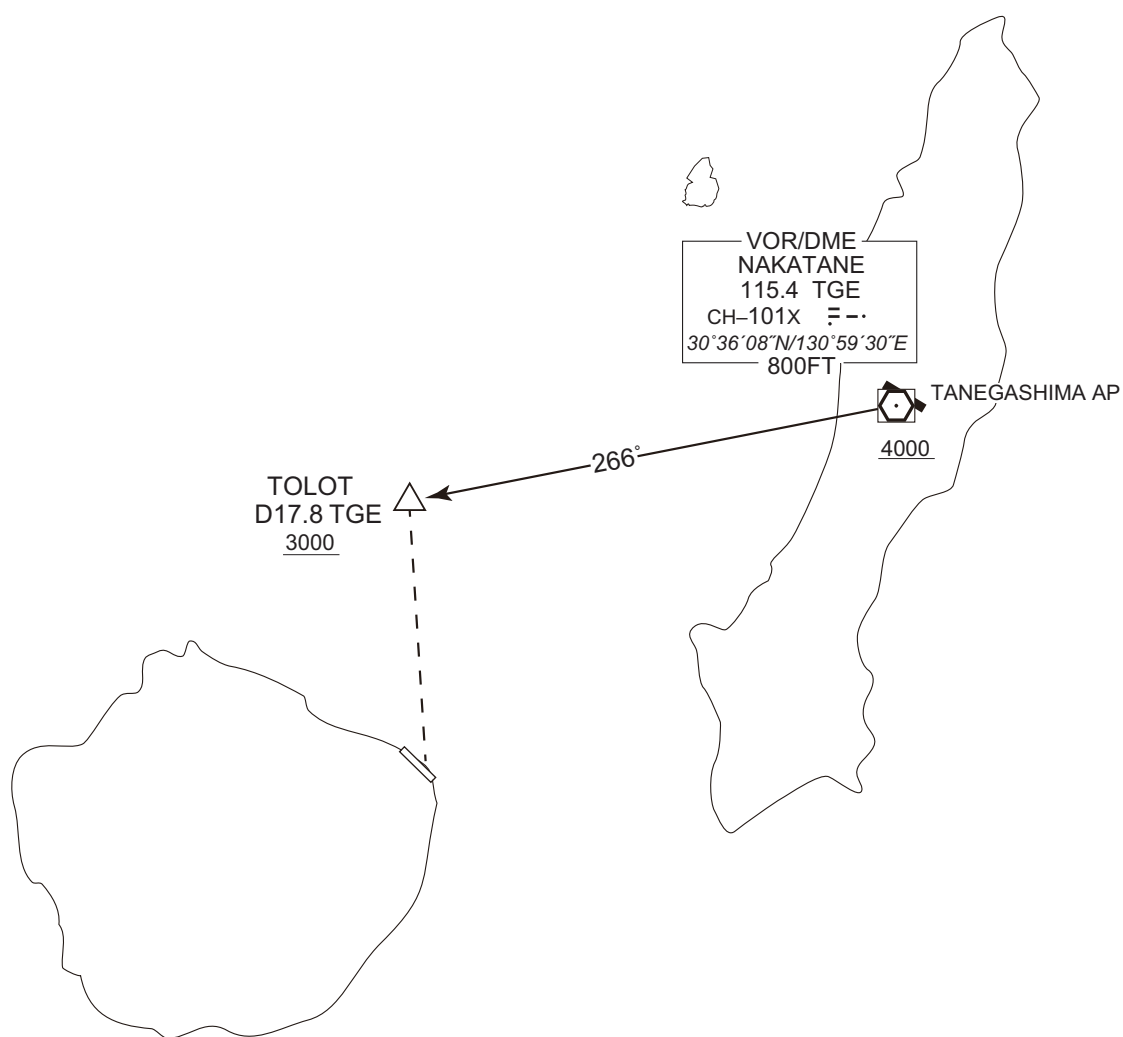 VOR/DME
NAKATANE
115.4 TGE
CH–101X
30°36´08˝N/130°59´30˝E
800FT
TANEGASHIMA AP
4000
266°
TOLOT
D17.8 TGE
3000